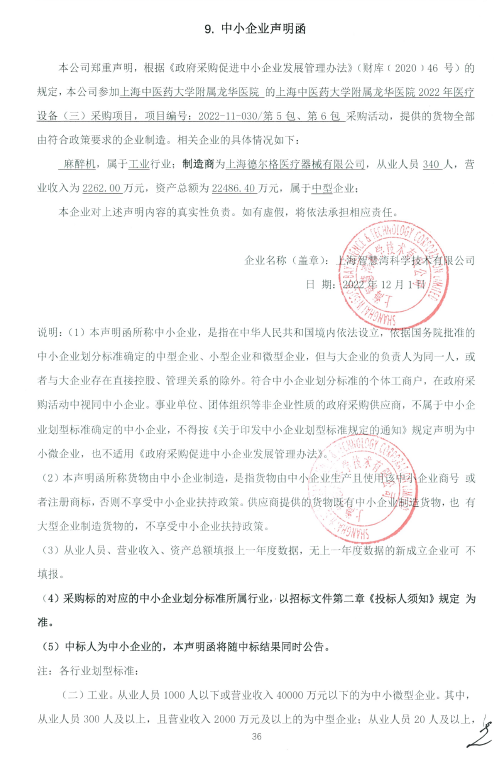 9. 中小企业声明函
本公司郑重声明，根据《政府采购促进中小企业发展管理办法》（财库﹝2020﹞46 号）的
规定，本公司参加上海中医药大学附属龙华医院 的上海中医药大学附属龙华医院 2022 年医疗
设备（三）采购项目，项目编号：2022-11-030/第 5 包、第 6 包 采购活动，提供的货物全部
由符合政策要求的企业制造。相关企业的具体情况如下：
麻醉机，属于工业行业；制造商为上海德尔格医疗器械有限公司，从业人员 340 人，营
业收入为 2262.00 万元，资产总额为 22486.40 万元，属于中型企业；
本企业对上述声明内容的真实性负责。如有虚假，将依法承担相应责任。
企业名称（盖章）：上海智慧湾科学技术有限公司
日 期：2022 年 12 月 1 日
说明：（1）本声明函所称中小企业，是指在中华人民共和国境内依法设立，依据国务院批准的
中小企业划分标准确定的中型企业、小型企业和微型企业，但与大企业的负责人为同一人，或
者与大企业存在直接控股、管理关系的除外。符合中小企业划分标准的个体工商户，在政府采
购活动中视同中小企业。事业单位、团体组织等非企业性质的政府采购供应商，不属于中小企
业划型标准确定的中小企业，不得按《关于印发中小企业划型标准规定的通知》规定声明为中
小微企业，也不适用《政府采购促进中小企业发展管理办法》。
（2）本声明函所称货物由中小企业制造，是指货物由中小企业生产且使用该中小企业商号 或
者注册商标，否则不享受中小企业扶持政策。供应商提供的货物既有中小企业制造货物，也 有
大型企业制造货物的，不享受中小企业扶持政策。
（3）从业人员、营业收入、资产总额填报上一年度数据，无上一年度数据的新成立企业可 不
填报。
（4）采购标的对应的中小企业划分标准所属行业，以招标文件第二章《投标人须知》规定 为
准。
（5）中标人为中小企业的，本声明函将随中标结果同时公告。
注：各行业划型标准：
（二）工业。从业人员 1000 人以下或营业收入 40000 万元以下的为中小微型企业。其中，
从业人员 300 人及以上，且营业收入 2000 万元及以上的为中型企业；从业人员 20 人及以上，
36